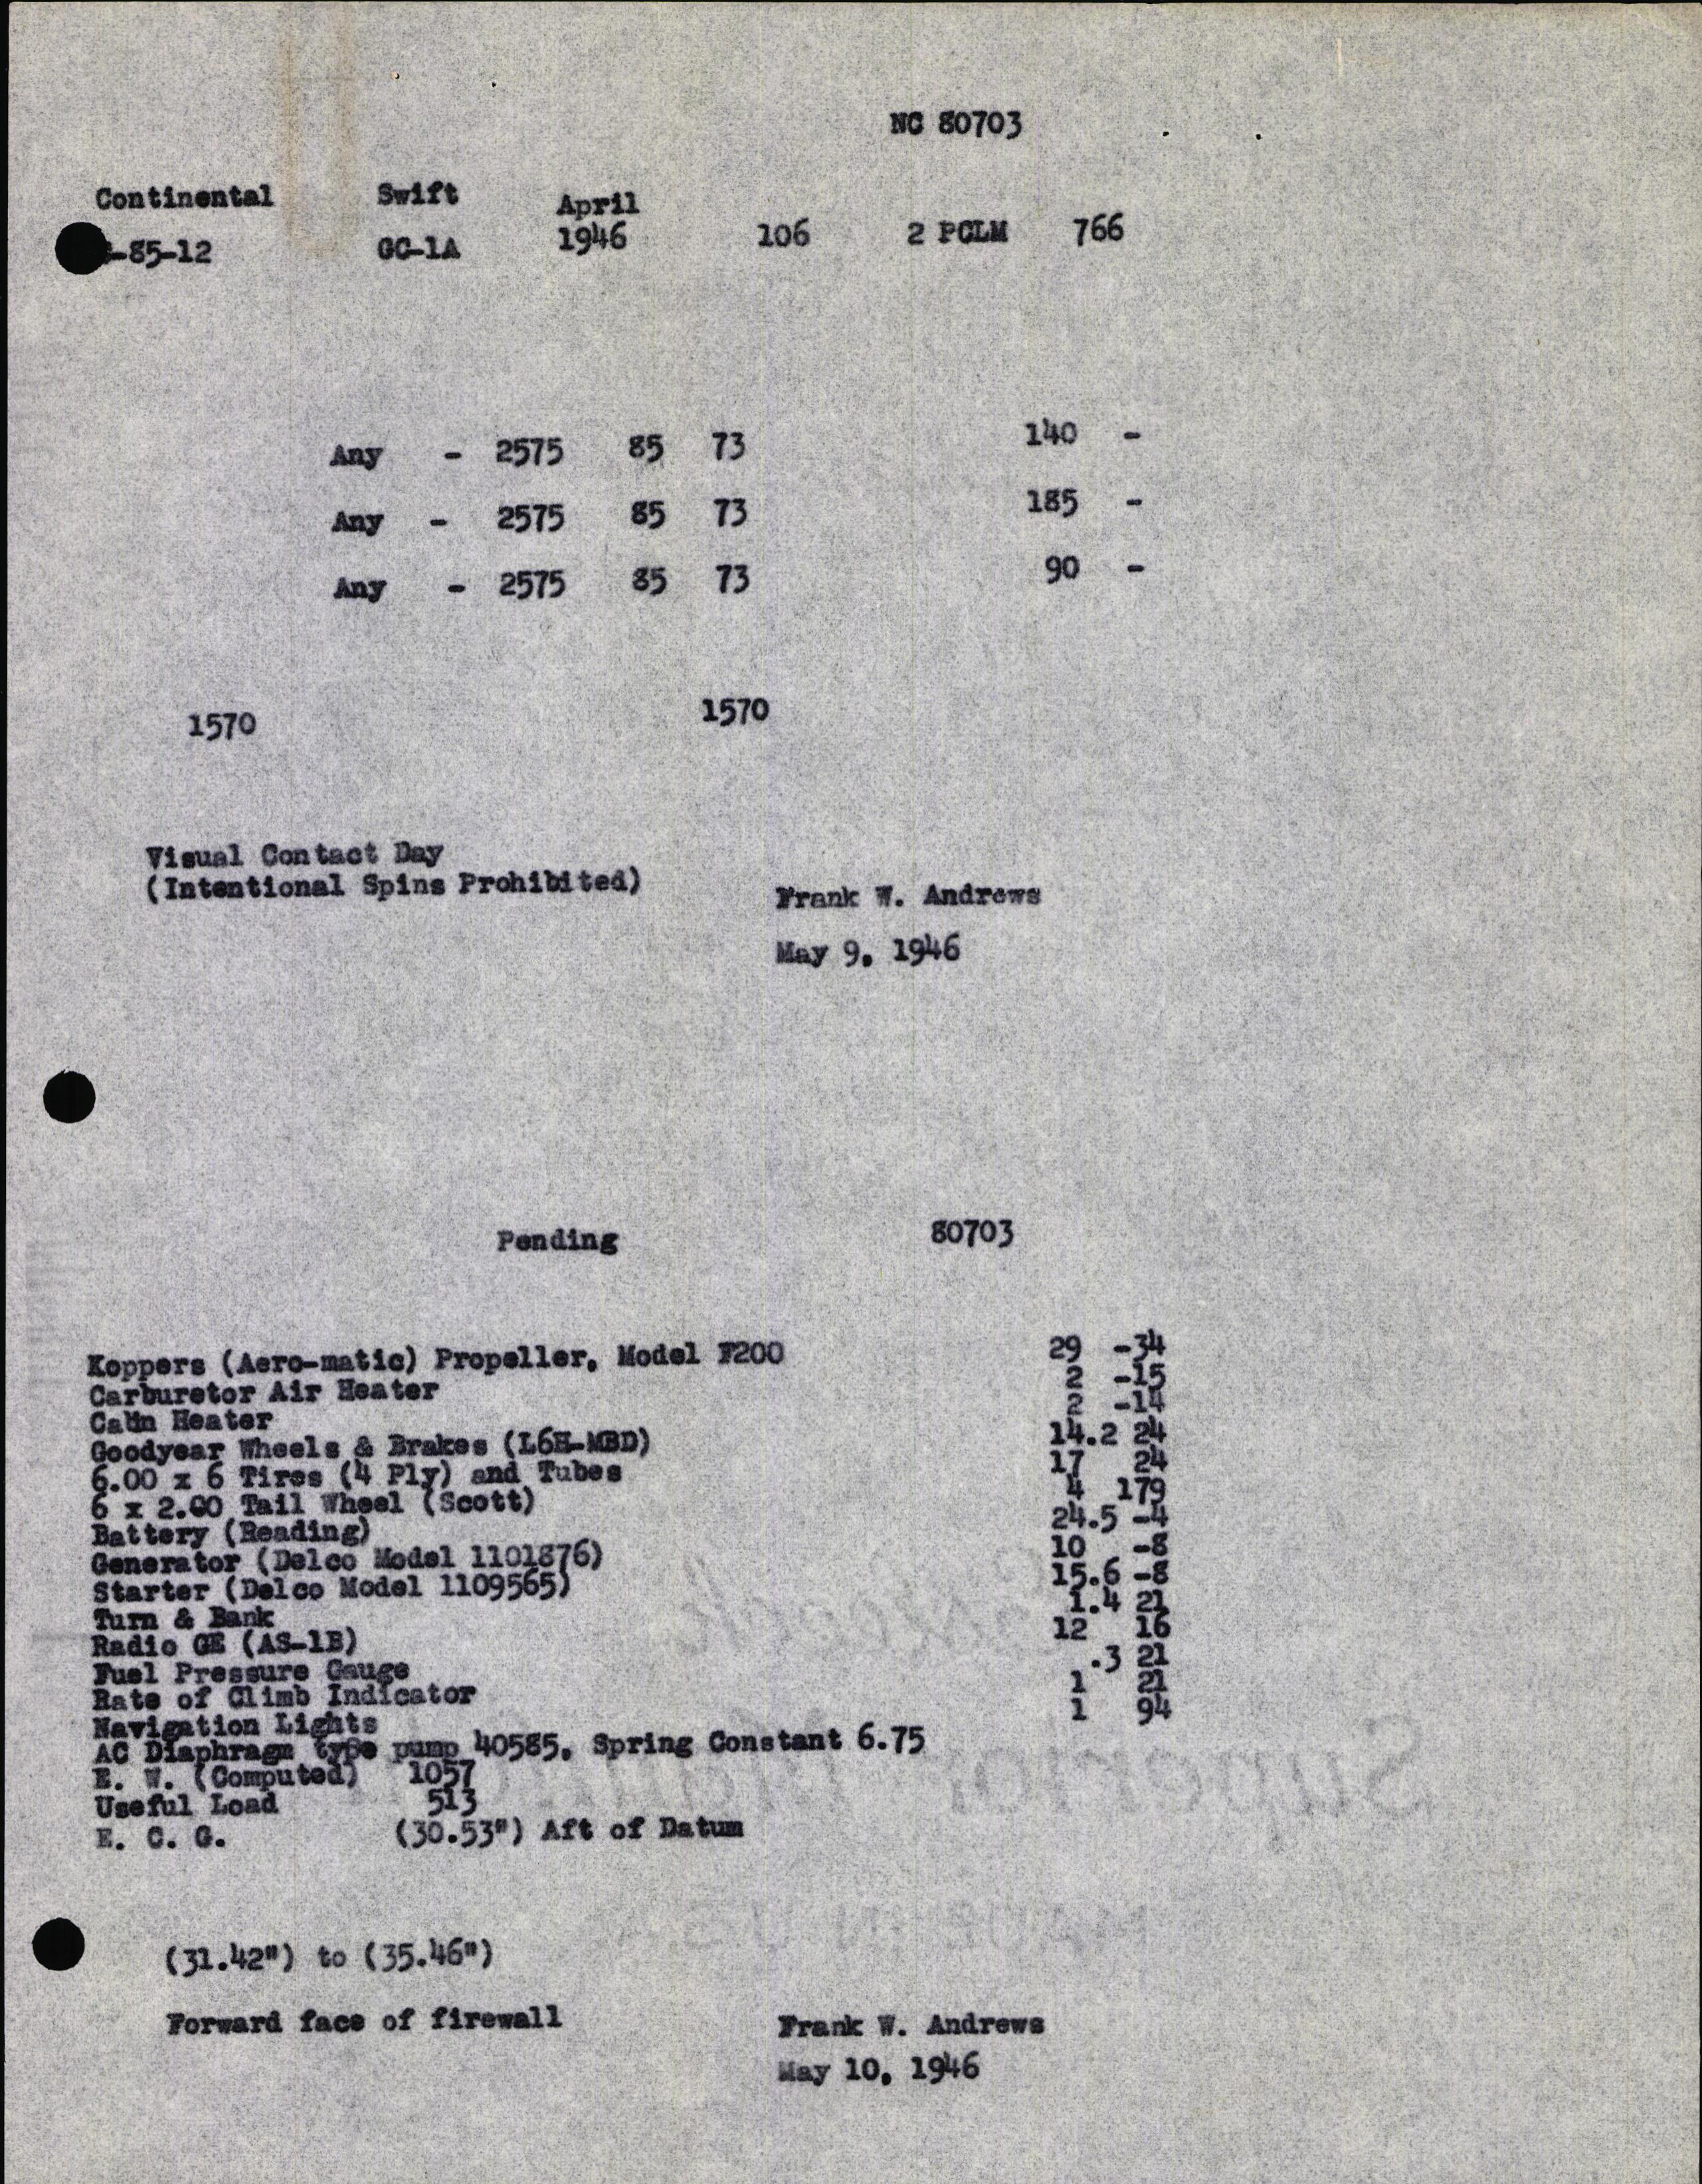 NC 80703
Continental Swift April
-85-12 GC-1A 1946 106 2 PCLM 766
Any - 2575 85 73 140 -
Any - 2575 85 73 185 -
Any - 2575 85 73 90 -
1570 1570
Visual Contact Day
(Intentional Spins Prohibited)
Frank W. Andrews
May 9, 1946
Pending 80703
Koppers (Aero-matic) Propeller, Model F200 29 -34
Carburetor Air Heater 2 -15
Cabin Heater 2 -14
Goodyear Wheels & Brakes (L6H-MBD) 14.2 24
6.00 x 6 Tires (4 Ply) and Tubes 17 24
6 x 2.00 Tail Wheel (Scott) 4 179
Battery (Reading) 24.5 -4
Generator (Delco Model 1101876) 10 -8
Starter (Delco Model 1109565) 15.6 -8
Turn & Bank 1.4 21
Radio GE (AS-1B) 12 16
Fuel Pressure Gauge .3 21
Rate of Climb Indicator 1 21
Navigation Lights 1 94
AC Diaphragm type pump 40585, Spring Constant 6.75
E. W. (Computed) 1057
Useful Load 513
E. C. G. (30.53") Aft of Datum
(31.42") to (35.46")
Forward face of firewall
Frank W. Andrews
May 10, 1946